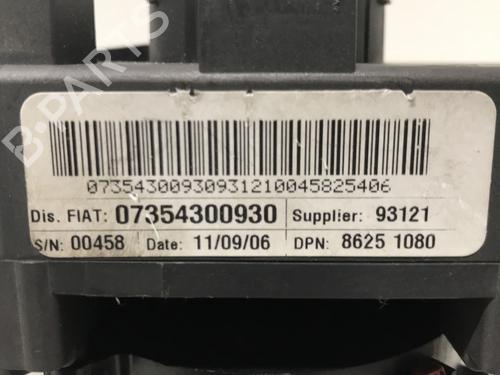 B-PARTS
07354300930931210045825406
Dis. FIAT: 07354300930 Supplier: 93121
S/N: 00458 Date: 11/09/06 DPN: 8625 1080